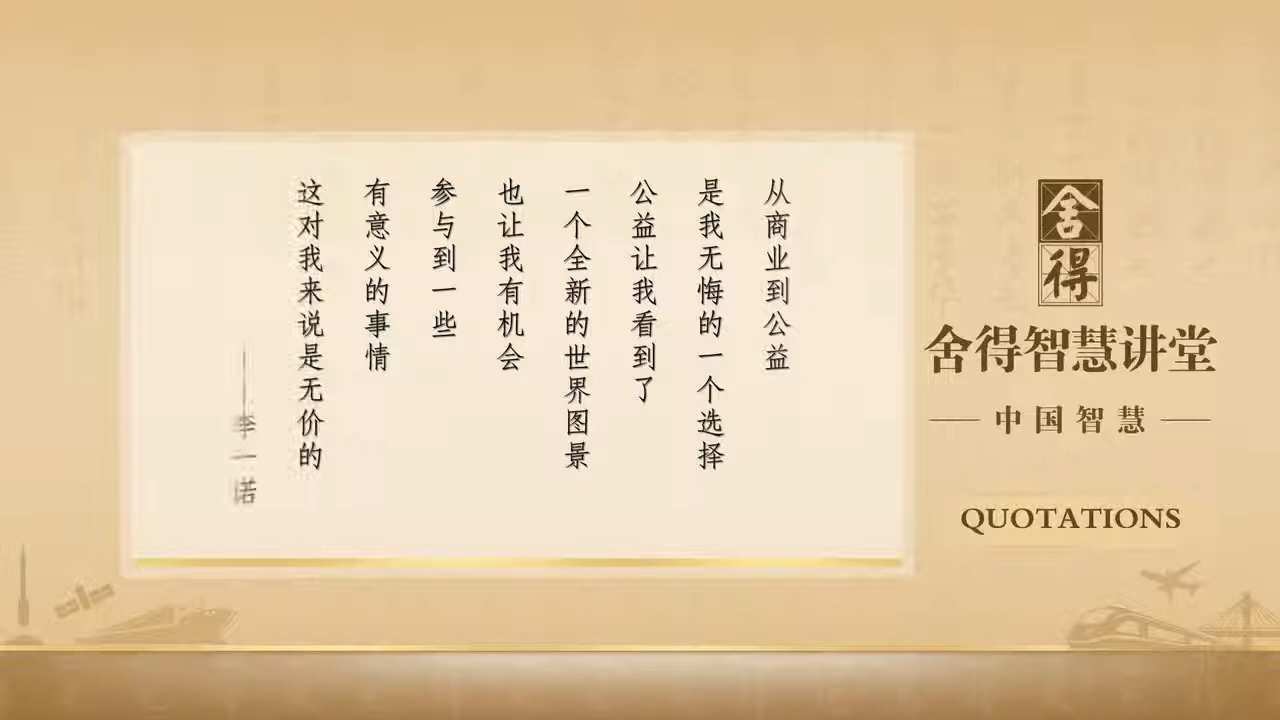 从商业到公益
是我无悔的一个选择
公益让我看到了
一个全新的世界图景
也让我有机会
参与到一些
有意义的事情
这对我来说是无价的
——李一诺
舍得
舍得智慧讲堂
中国智慧
QUOTATIONS